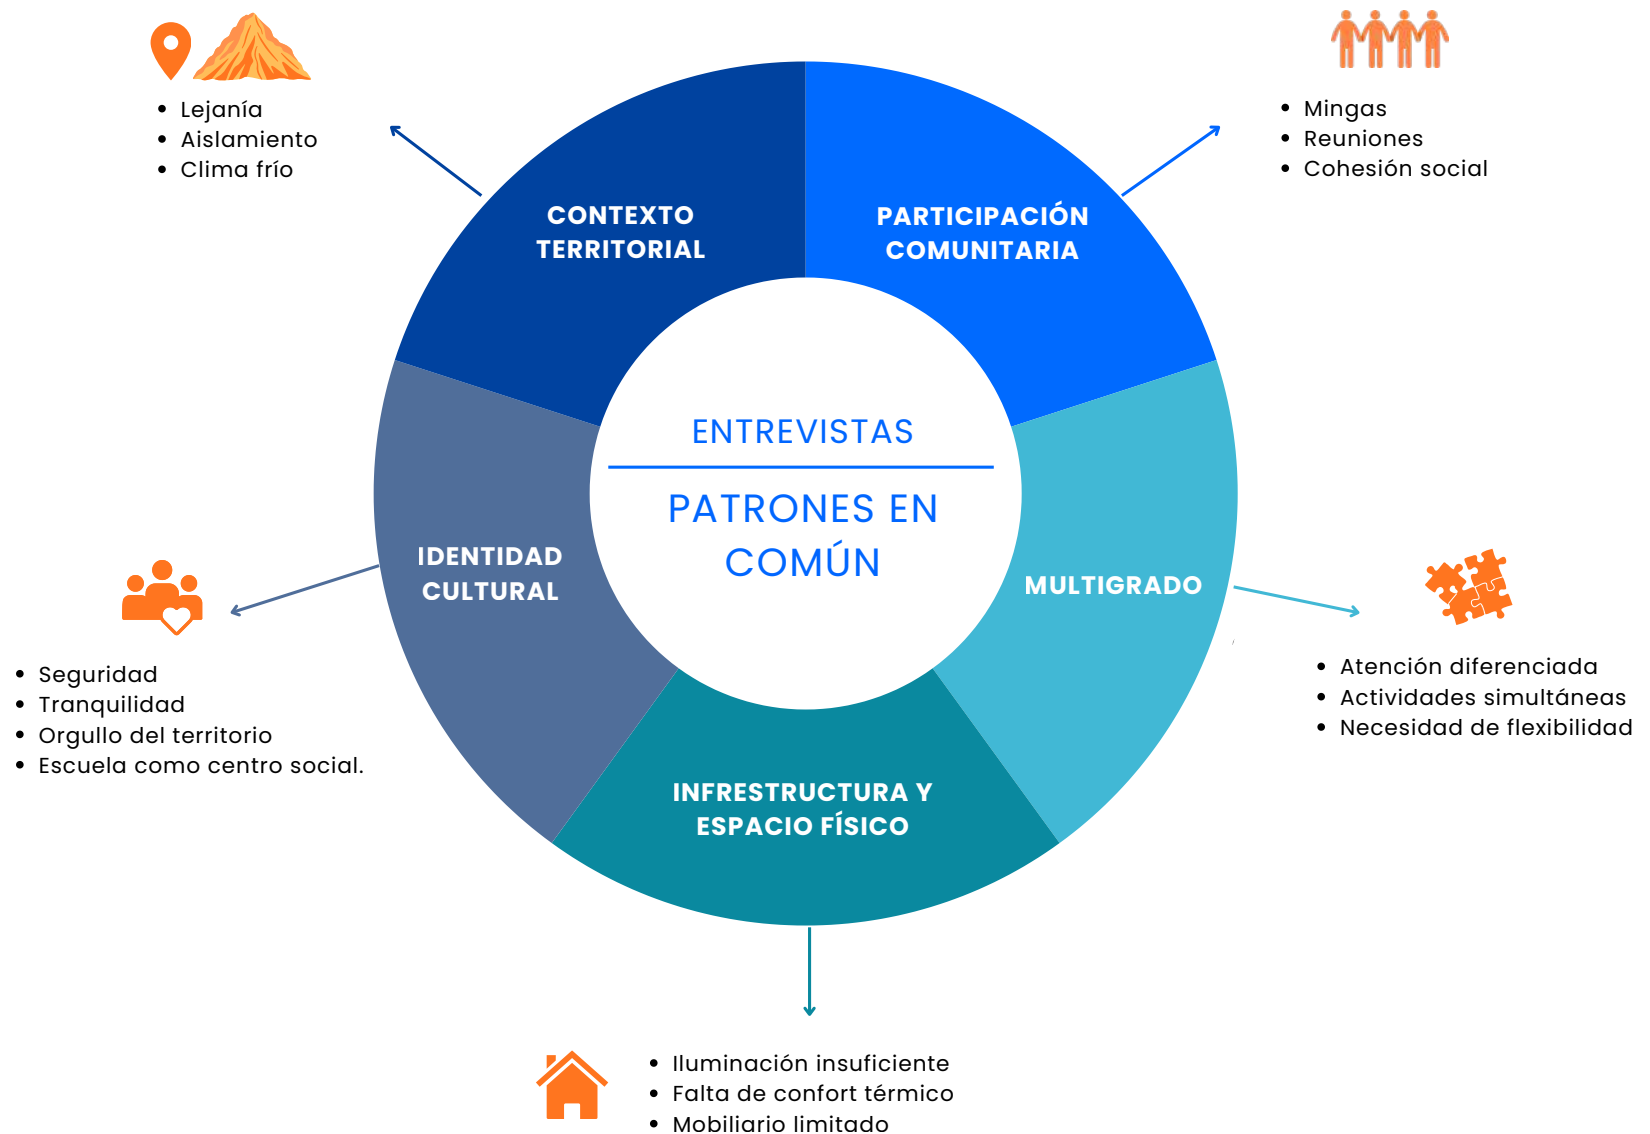 Lejanía
Aislamiento
Clima frío
Mingas
Reuniones
Cohesión social
CONTEXTO
TERRITORIAL
PARTICIPACIÓN
COMUNITARIA
ENTREVISTAS
PATRONES EN
COMÚN
IDENTIDAD
CULTURAL
MULTIGRADO
Seguridad
Tranquilidad
Orgullo del territorio
Escuela como centro social.
Atención diferenciada
Actividades simultáneas
Necesidad de flexibilidad
INFRESTRUCTURA Y
ESPACIO FÍSICO
Iluminación insuficiente
Falta de confort térmico
Mobiliario limitado